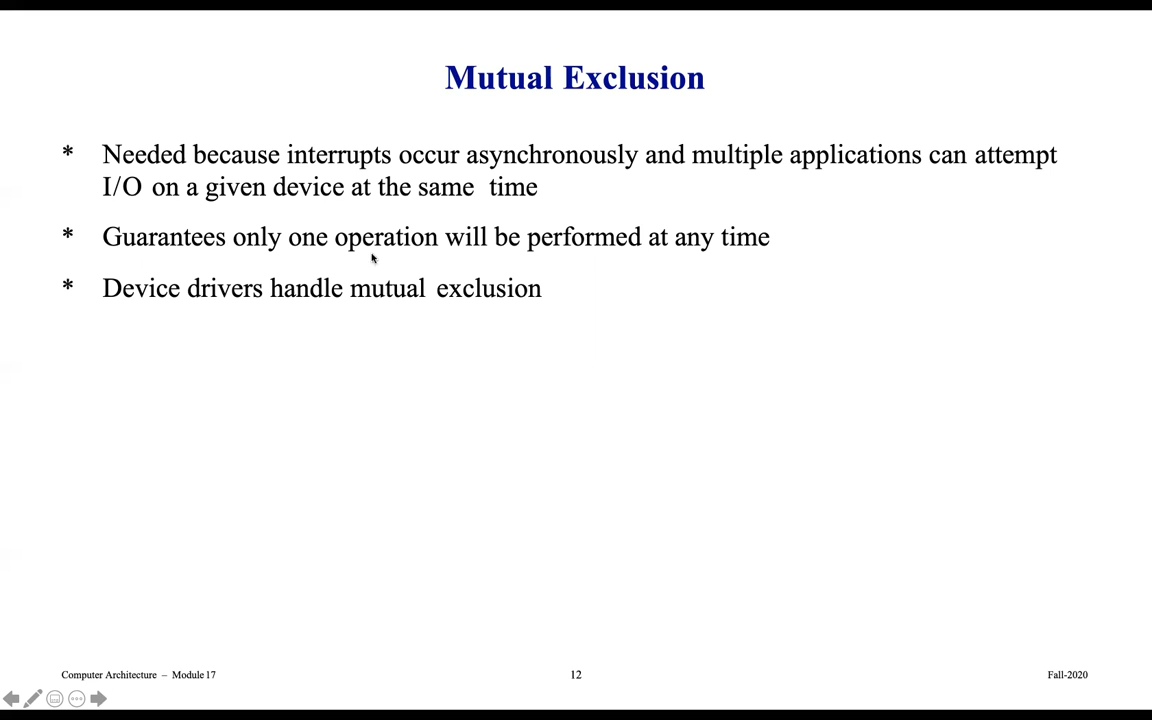 Mutual Exclusion
* Needed because interrupts occur asynchronously and multiple applications can attempt
I/O on a given device at the same time
* Guarantees only one operation will be performed at any time
* Device drivers handle mutual exclusion
Computer Architecture – Module 17
12
Fall-2020